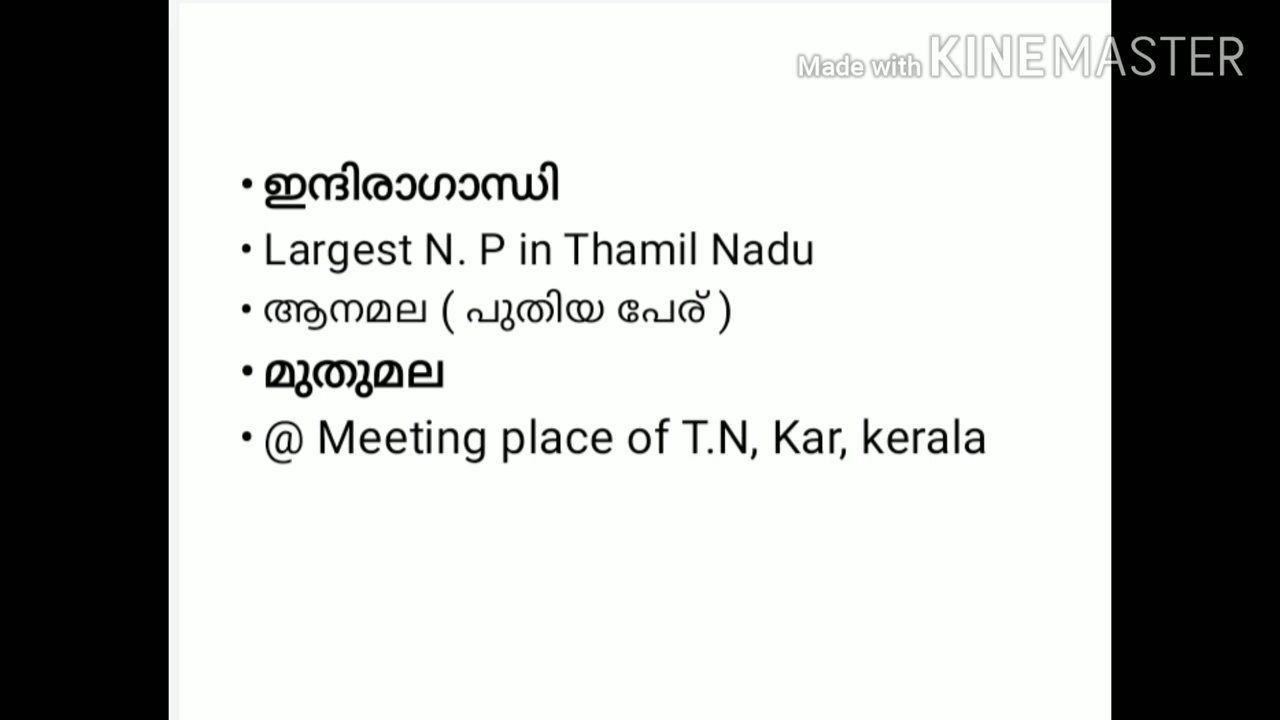 Made with KINEMASTER
• ഇന്ദിരാഗാന്ധി
• Largest N. P in Thamil Nadu
• ആനമല ( പുതിയ പേര് )
• മുതുമല
• @ Meeting place of T.N, Kar, kerala